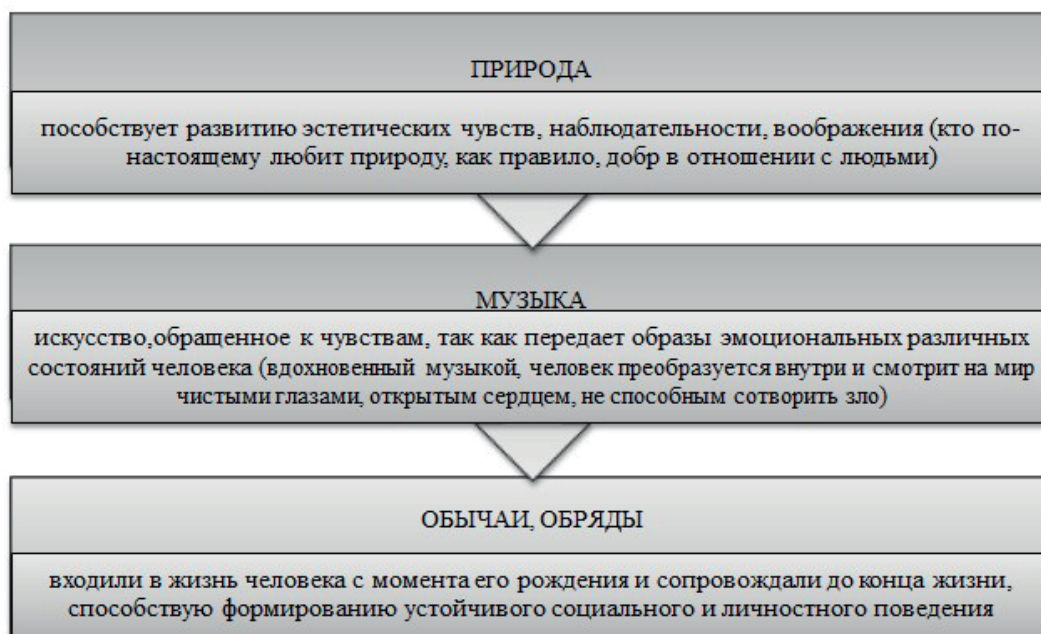 ПРИРОДА
пособствует развитию эстетических чувств, наблюдательности, воображения (кто по-
настоящему любит природу, как правило, добр в отношении с людьми)
МУЗЫКА
искусство,обращенное к чувствам, так как передает образы эмоциональных различных
состояний человека (вдохновенный музыкой, человек преобразуется внутри и смотрит на мир
чистыми глазами, открытым сердцем, не способным сотворить зло)
ОБЫЧАИ, ОБРЯДЫ
входили в жизнь человека с момента его рождения и сопровождали до конца жизни,
способствую формированию устойчивого социального и личностного поведения